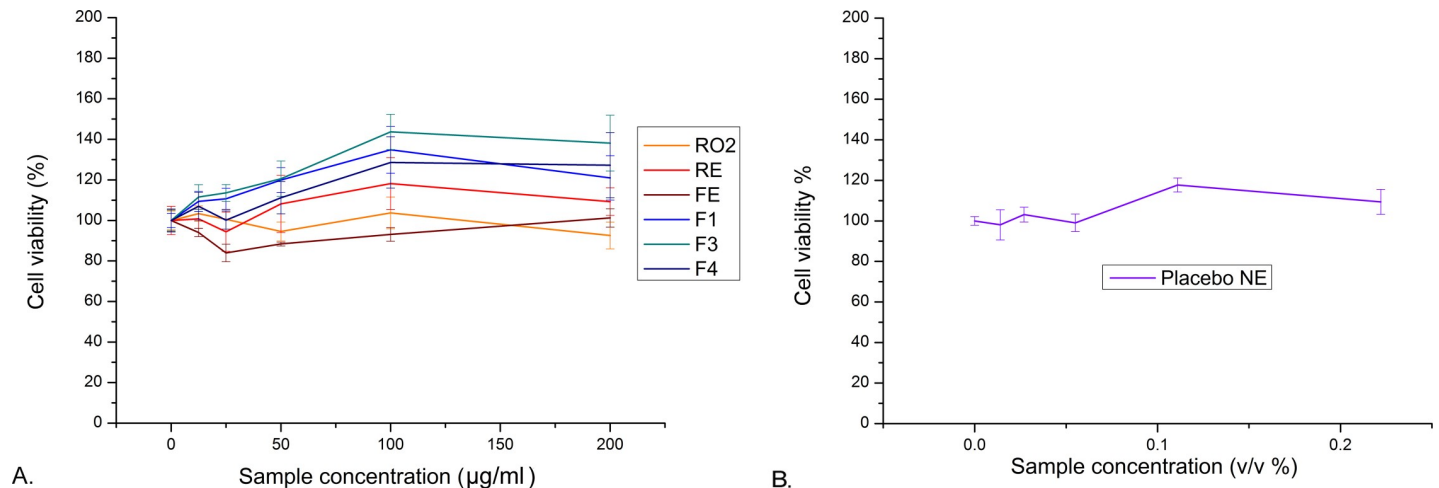 200
180
160
140
120
100
80
60
40
20
0
Cell viability (%)
0
50
100
150
200
Sample concentration (µg/ml)
RO2
RE
FE
F1
F3
F4
A.
200
180
160
140
120
100
80
60
40
20
0
Cell viability %
0.0
0.1
0.2
Sample concentration (v/v %)
Placebo NE
B.